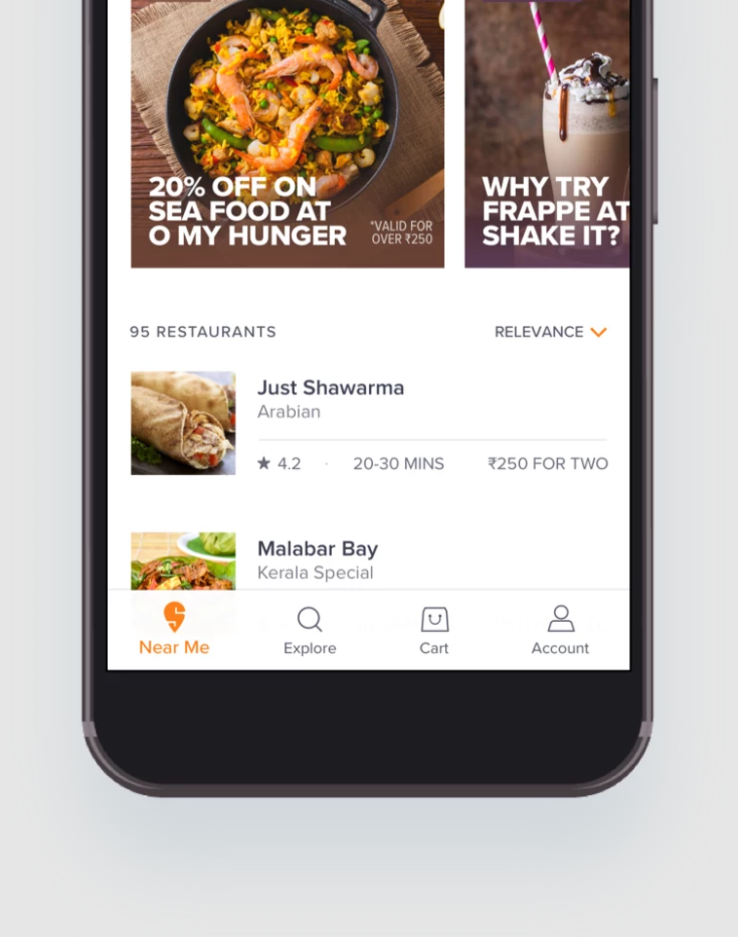 20% OFF ON
SEA FOOD AT
O MY HUNGER
*VALID FOR
OVER ₹250
WHY TRY
FRAPPE AT
SHAKE IT?
95 RESTAURANTS
RELEVANCE
Just Shawarma
Arabian
★ 4.2 · 20-30 MINS ₹250 FOR TWO
Malabar Bay
Kerala Special
Near Me
Explore
Cart
Account